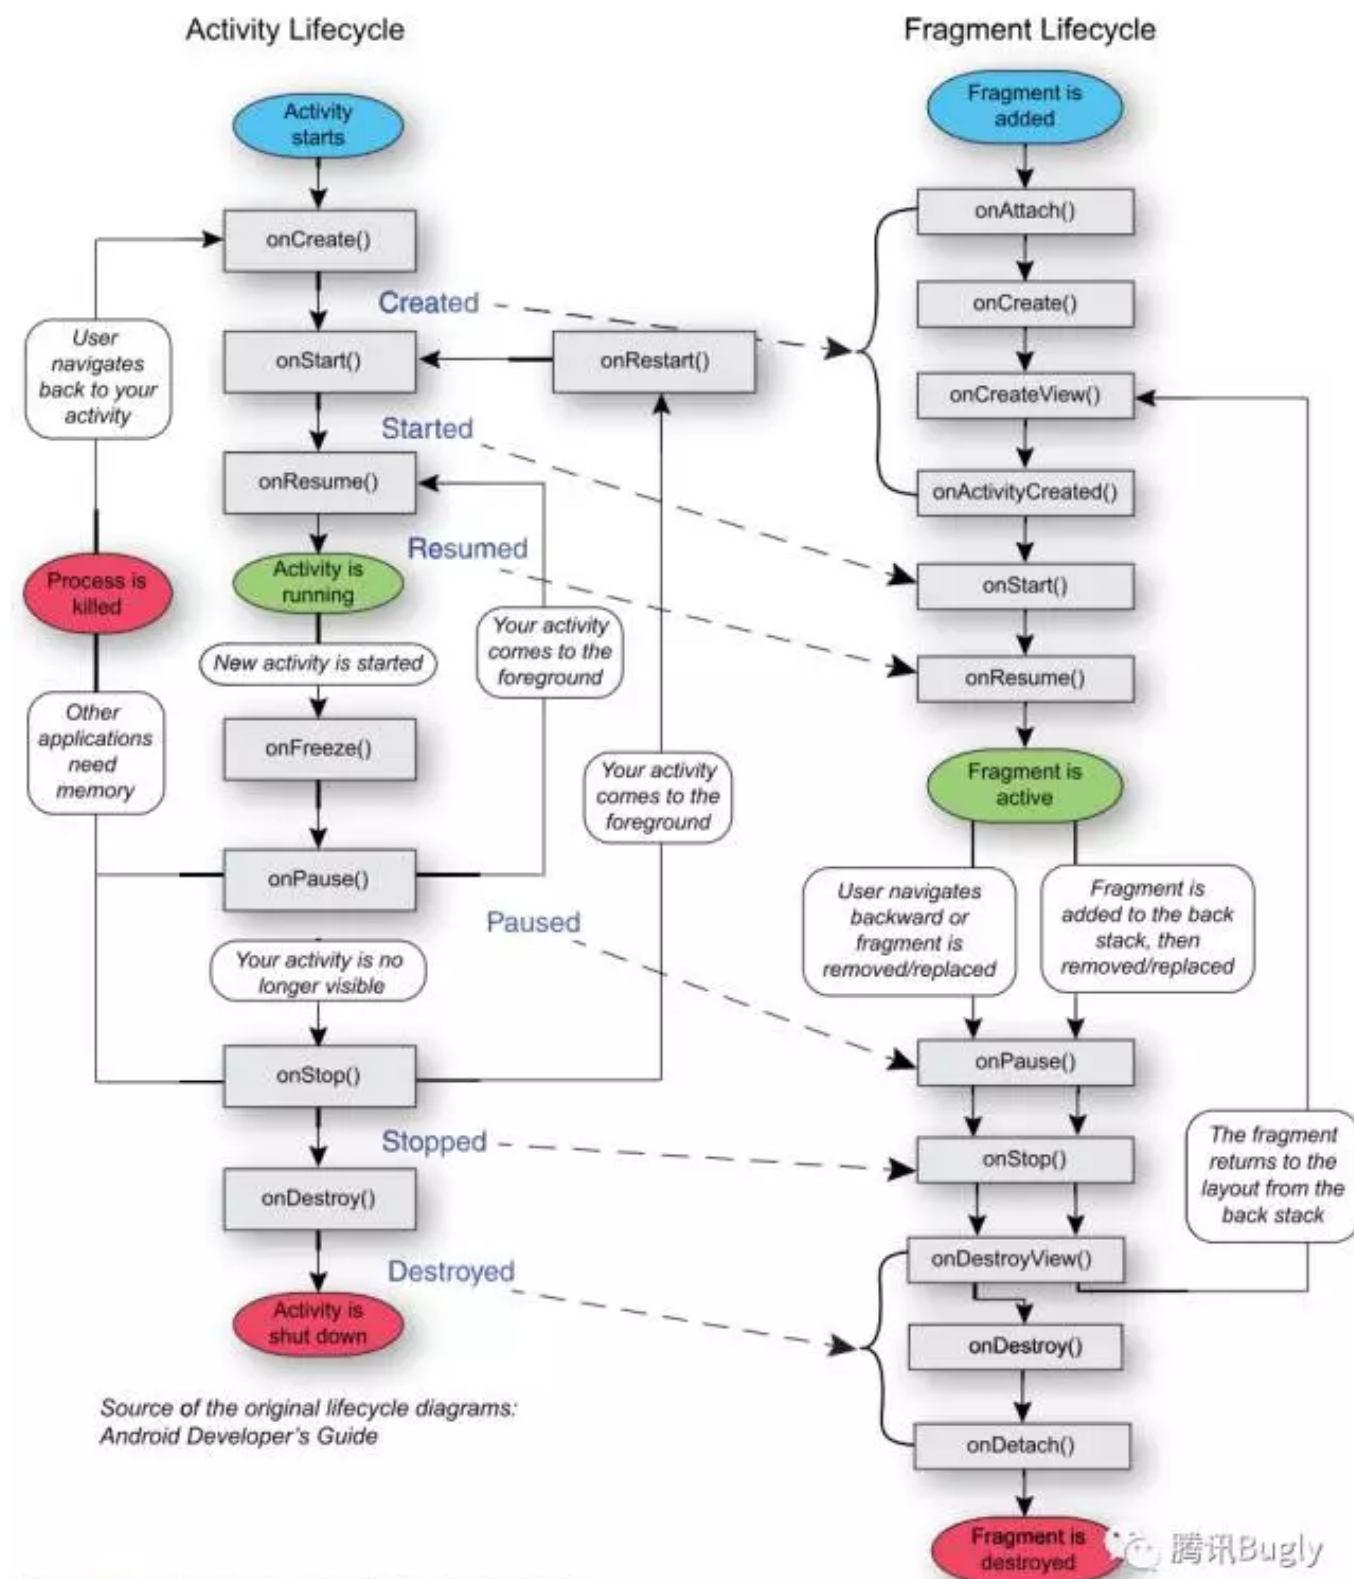 Activity Lifecycle
Activity
starts
onCreate()
Created
User
navigates
back to your
activity
onStart()
onRestart()
Started
onResume()
Resumed
Process is
killed
Activity is
running
Your activity
comes to the
foreground
New activity is started
Other
applications
need
memory
onFreeze()
Your activity
comes to the
foreground
onPause()
Paused
Your activity is no
longer visible
onStop()
Stopped
onDestroy()
Destroyed
Activity is
shut down
Source of the original lifecycle diagrams:
Android Developer's Guide
Fragment Lifecycle
Fragment is
added
onAttach()
onCreate()
onCreateView()
onActivityCreated()
onStart()
onResume()
Fragment is
active
User navigates
backward or
fragment is
removed/replaced
Fragment is
added to the back
stack, then
removed/replaced
onPause()
onStop()
The fragment
returns to the
layout from the
back stack
onDestroyView()
onDestroy()
onDetach()
Fragment is
destroyed
腾讯Bugly